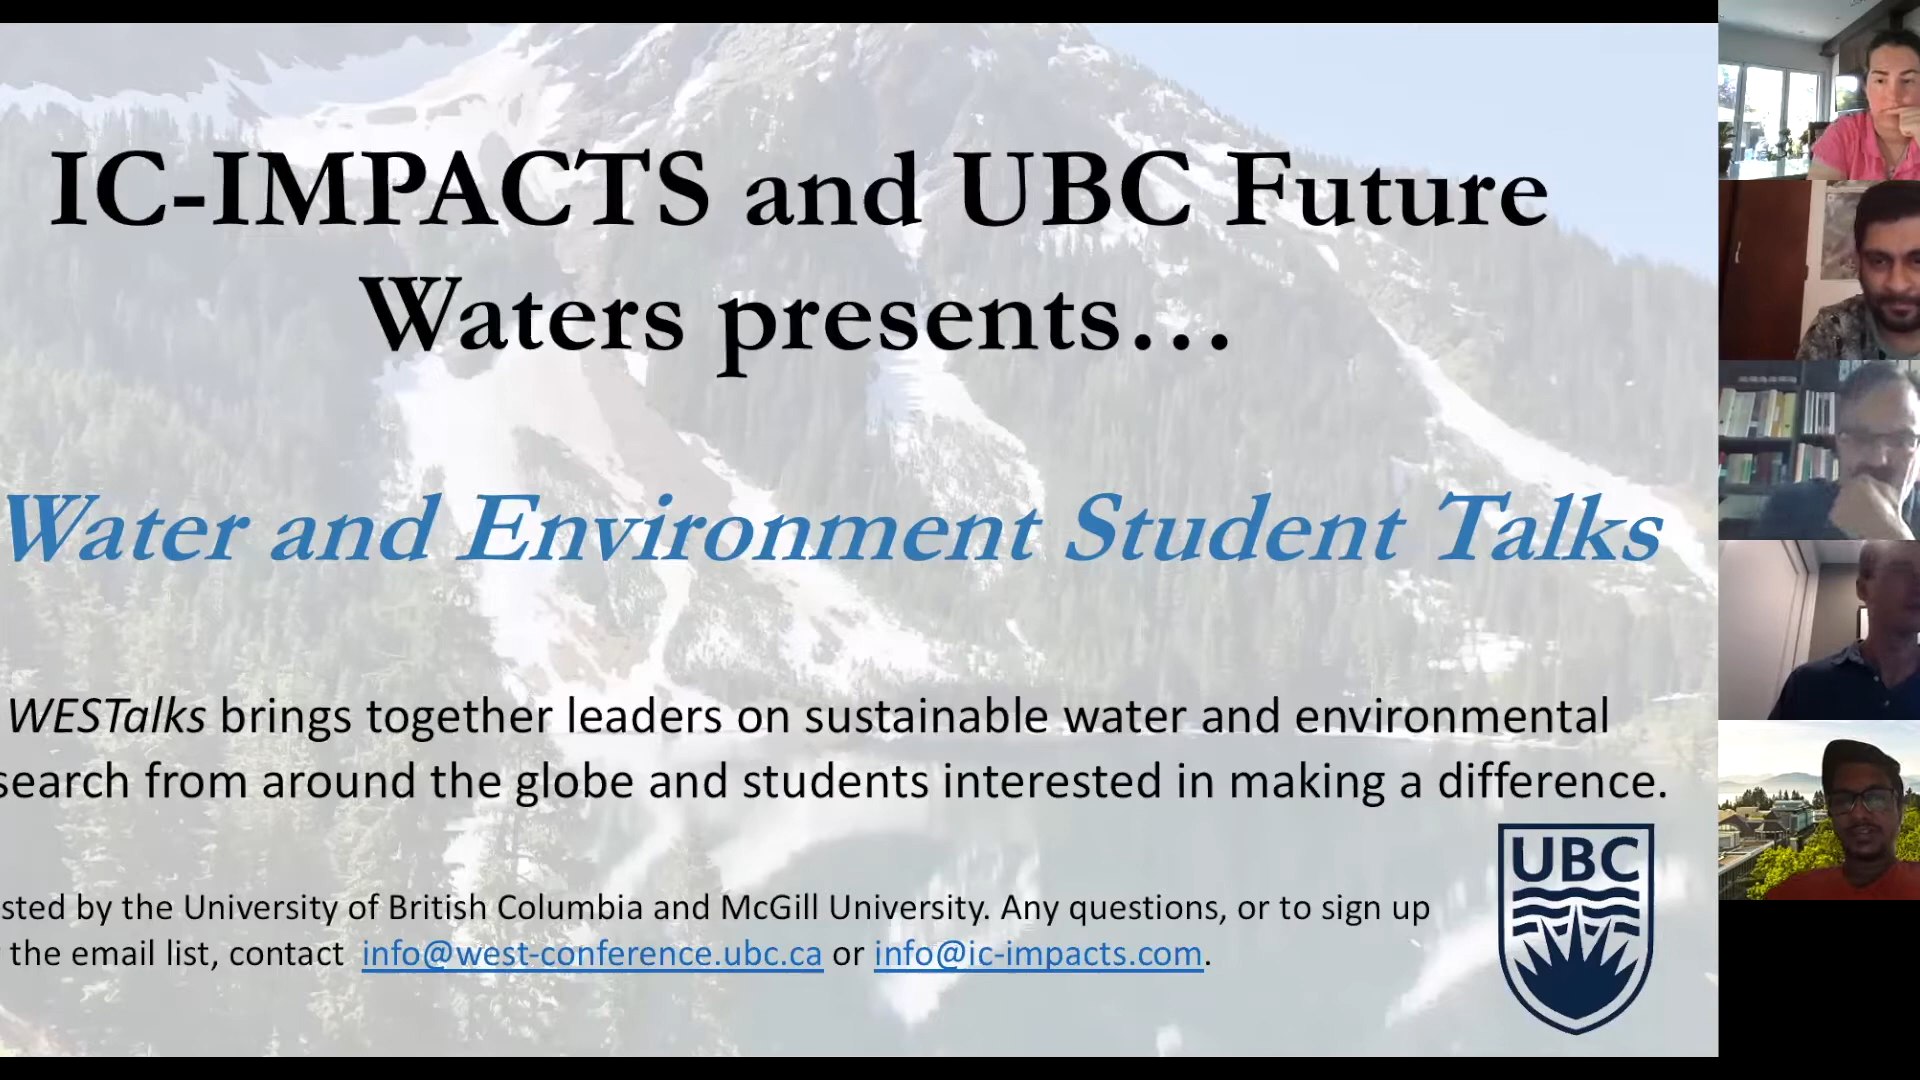 IC-IMPACTS and UBC Future
Waters presents…
Water and Environment Student Talks
WESTalks brings together leaders on sustainable water and environmental
search from around the globe and students interested in making a difference.
UBC
sted by the University of British Columbia and McGill University. Any questions, or to sign up
the email list, contact info@west-conference.ubc.ca or info@ic-impacts.com.